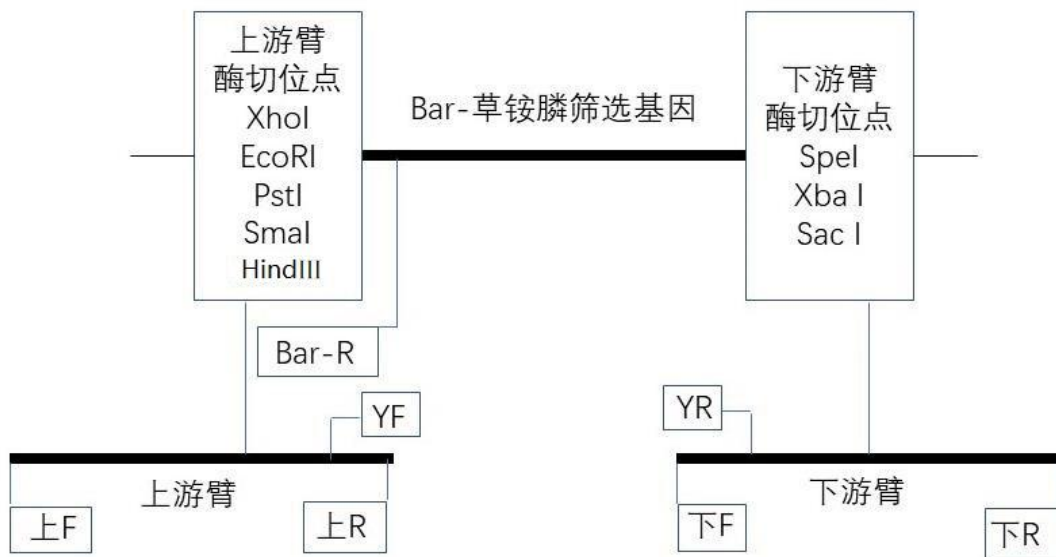 上游臂
酶切位点
XhoI
EcoRI
PstI
SmaI
HindIII
Bar-草铵膦筛选基因
下游臂
酶切位点
SpeI
Xba I
Sac I
Bar-R
YF
YR
上游臂
下游臂
上F
上R
下F
下R